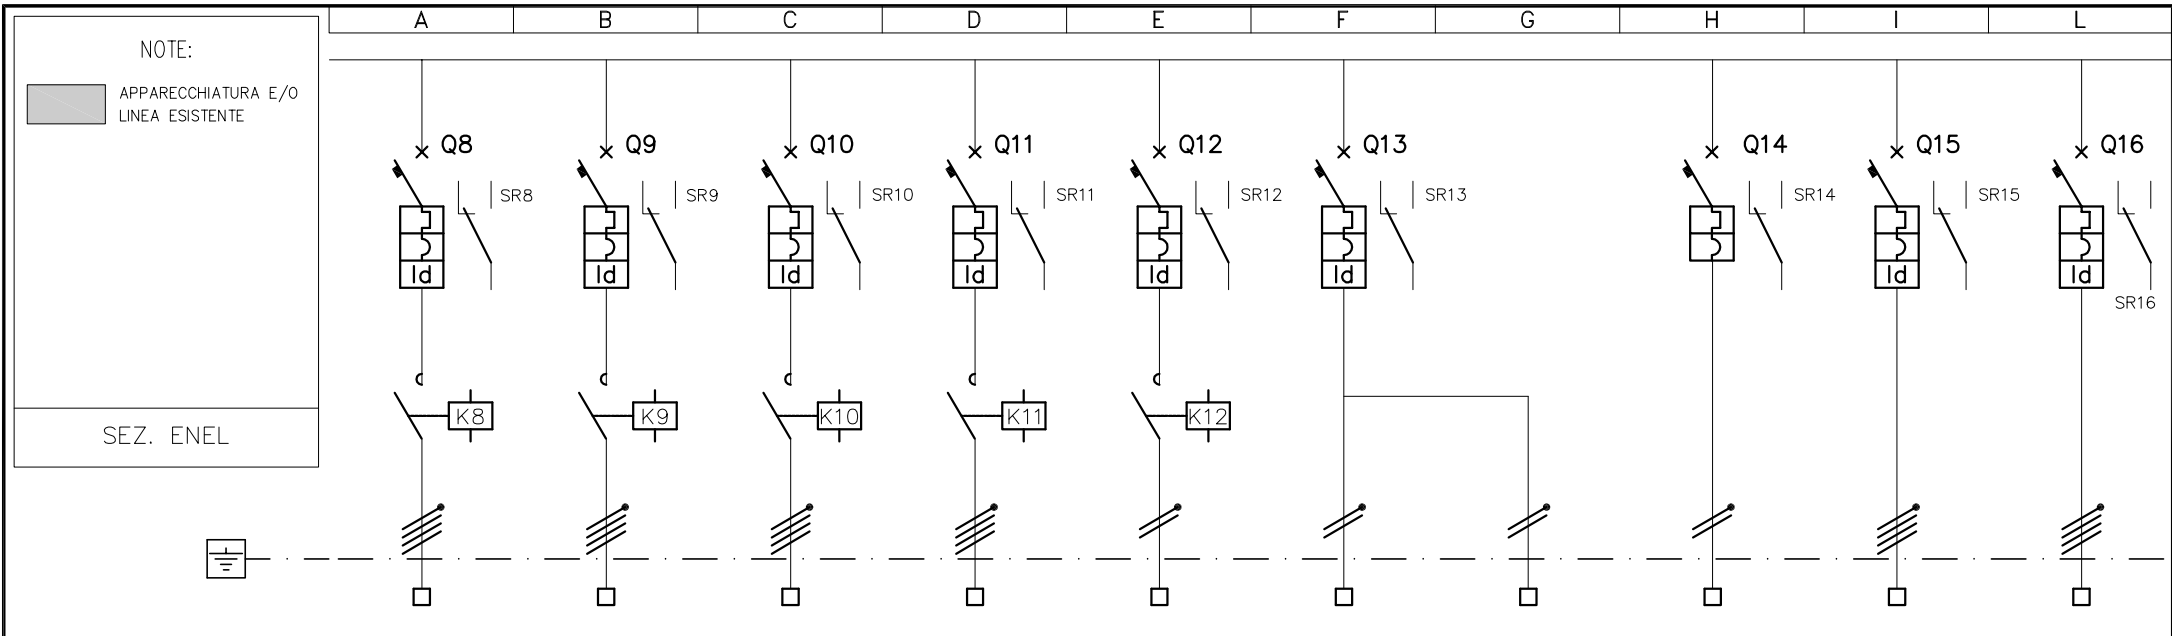 A B C D E F G H I L
NOTE:
APPARECCHIATURA E/O
LINEA ESISTENTE
SEZ. ENEL
Q8 Q9 Q10 Q11 Q12 Q13 Q14 Q15 Q16
SR8 SR9 SR10 SR11 SR12 SR13 SR14 SR15
Id Id Id Id Id Id Id Id
SR16
K8 K9 K10 K11 K12